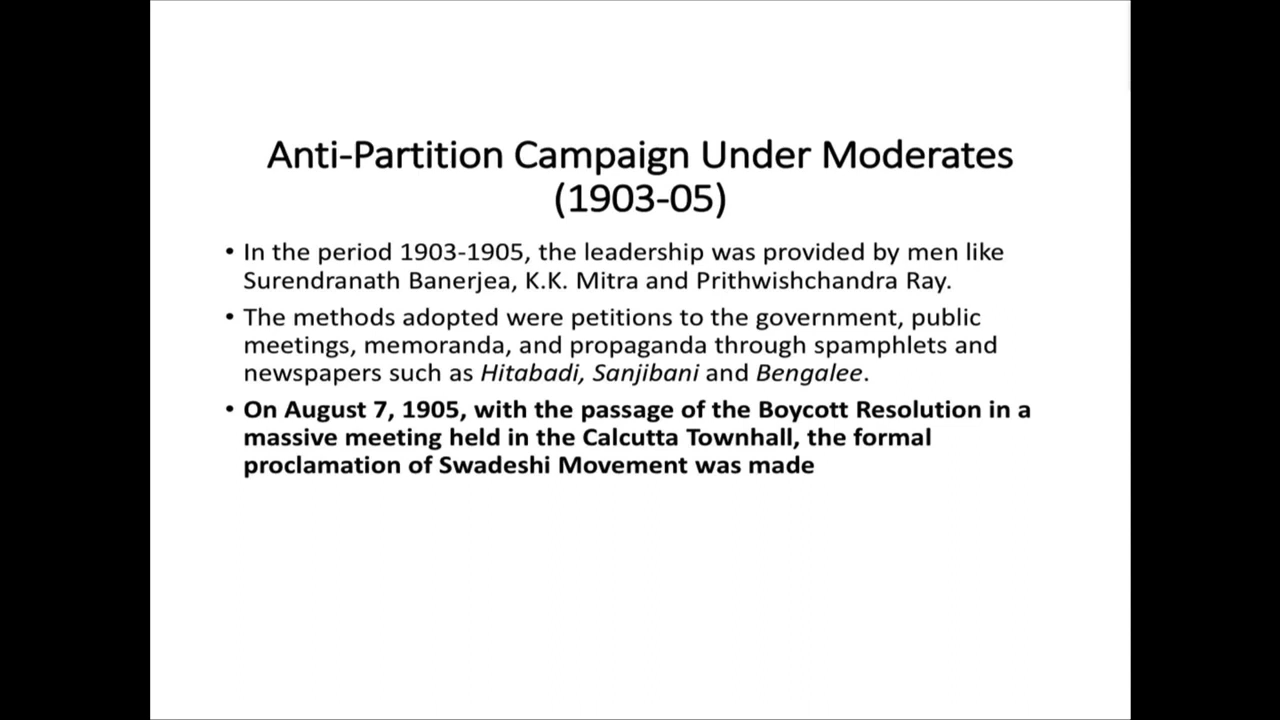 Anti-Partition Campaign Under Moderates
(1903-05)
• In the period 1903-1905, the leadership was provided by men like
Surendranath Banerjea, K.K. Mitra and Prithwishchandra Ray.
• The methods adopted were petitions to the government, public
meetings, memoranda, and propaganda through spamphlets and
newspapers such as Hitabadi, Sanjibani and Bengalee.
• On August 7, 1905, with the passage of the Boycott Resolution in a
massive meeting held in the Calcutta Townhall, the formal
proclamation of Swadeshi Movement was made